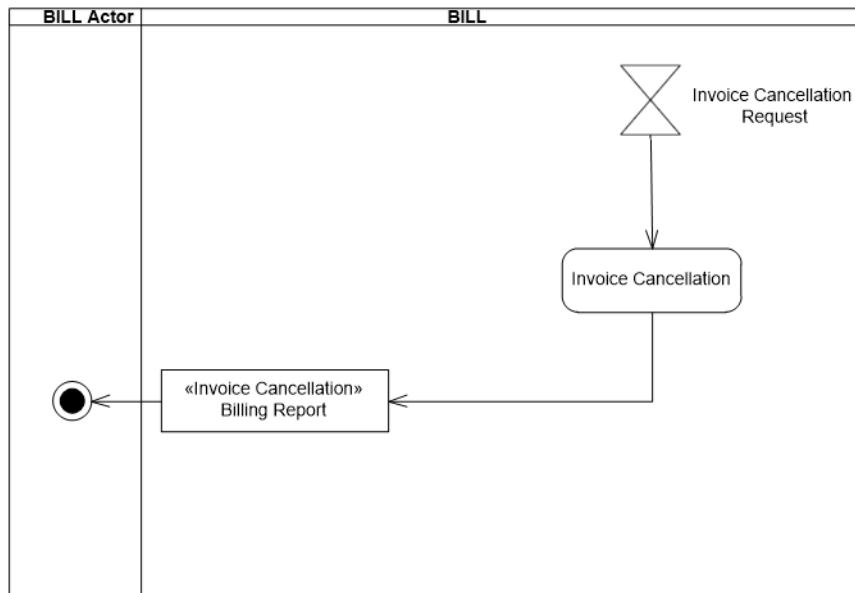 BILL Actor
BILL
Invoice Cancellation
Request
Invoice Cancellation
«Invoice Cancellation»
Billing Report